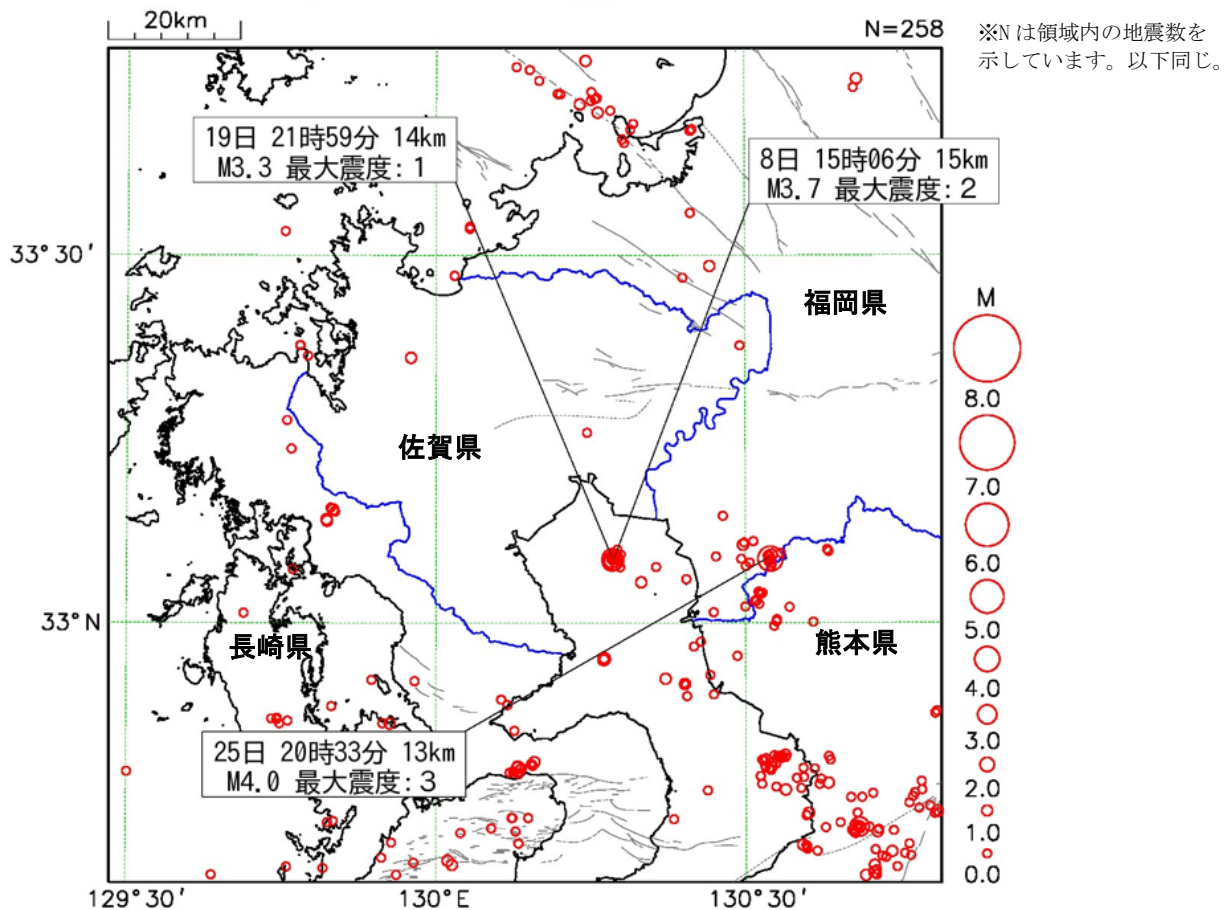 20km
N=258
※N は領域内の地震数を
示しています。以下同じ。
19日 21時59分 14km
M3.3 最大震度:1
8日 15時06分 15km
M3.7 最大震度:2
33°30′
福岡県
佐賀県
33°N
長崎県
熊本県
25日 20時33分 13km
M4.0 最大震度:3
129°30′
130°E
130°30′
M
8.0
7.0
6.0
5.0
4.0
3.0
2.0
1.0
0.0